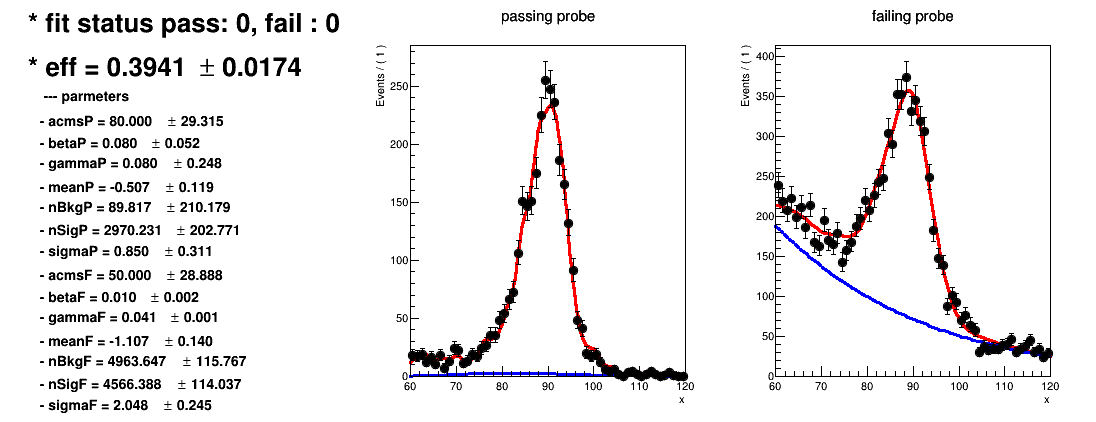 * fit status pass: 0, fail : 0
* eff = 0.3941 ± 0.0174
--- parmeters
- acmsP = 80.000 ± 29.315
- betaP = 0.080 ± 0.052
- gammaP = 0.080 ± 0.248
- meanP = -0.507 ± 0.119
- nBkgP = 89.817 ± 210.179
- nSigP = 2970.231 ± 202.771
- sigmaP = 0.850 ± 0.311
- acmsF = 50.000 ± 28.888
- betaF = 0.010 ± 0.002
- gammaF = 0.041 ± 0.001
- meanF = -1.107 ± 0.140
- nBkgF = 4963.647 ± 115.767
- nSigF = 4566.388 ± 114.037
- sigmaF = 2.048 ± 0.245
passing probe
Events / ( 1 )
250
200
150
100
50
0
60 70 80 90 100 110 120
x
failing probe
Events / ( 1 )
400
350
300
250
200
150
100
50
0
60 70 80 90 100 110 120
x